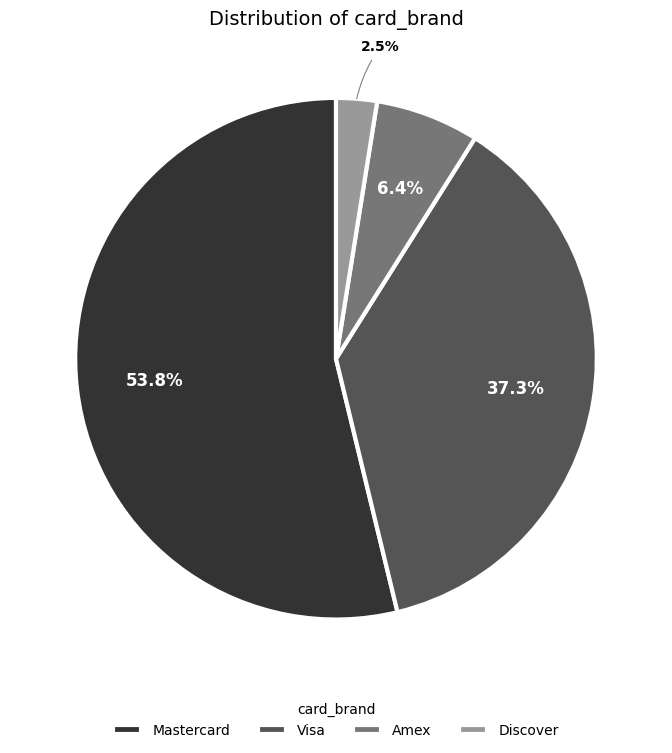 Distribution of card_brand
2.5%
6.4%
53.8%
37.3%
card_brand
Mastercard Visa Amex Discover